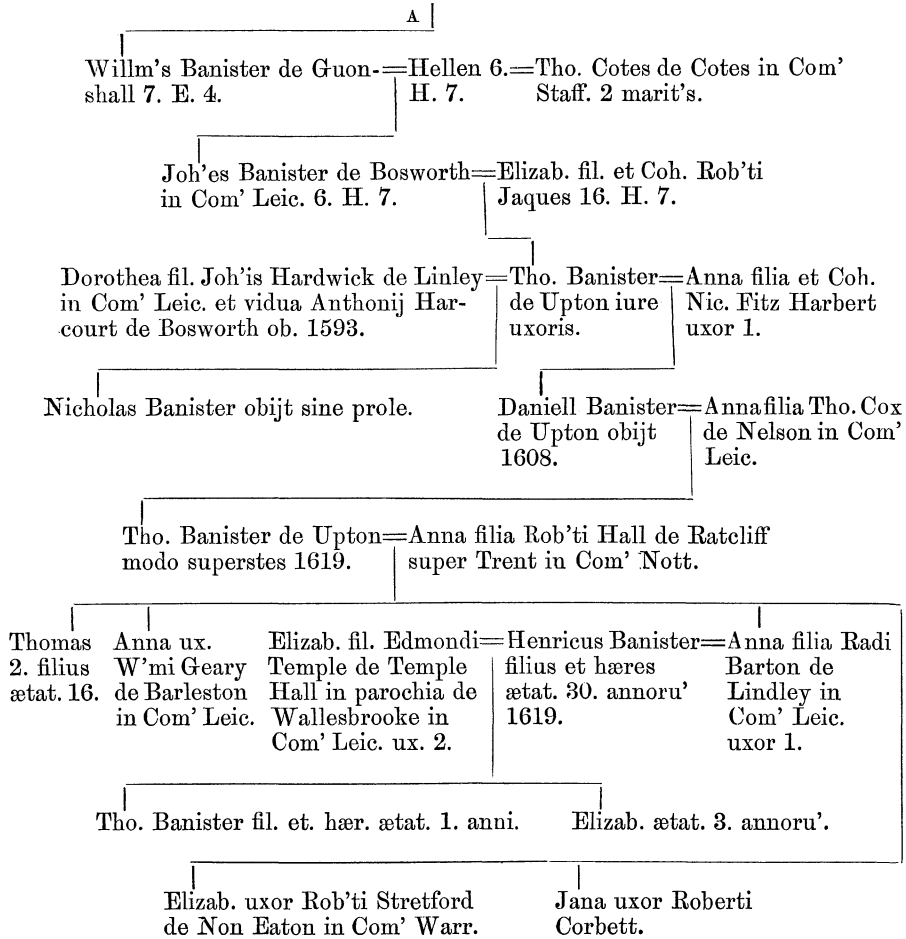 A
Willm's Banister de Guon-=Hellen 6.=Tho. Cotes de Cotes in Com'
shall 7. E. 4. H. 7. Staff. 2 marit's.
Joh'es Banister de Bosworth=Elizab. fil. et Coh. Rob'ti
in Com' Leic. 6. H. 7. Jaques 16. H. 7.
Dorothea fil. Joh'is Hardwick de Linley=Tho. Banister=Anna filia et Coh.
in Com' Leic. et vidua Anthonij Har- de Upton iure Nic. Fitz Harbert
court de Bosworth ob. 1593. uxoris. uxor 1.
Nicholas Banister obijt sine prole.
Daniell Banister=Anna filia Tho. Cox
de Upton obijt de Nelson in Com'
1608. Leic.
Tho. Banister de Upton=Anna filia Rob'ti Hall de Ratcliff
modo superstes 1619. super Trent in Com' Nott.
Thomas
2. filius
ætat. 16.
Anna ux.
W'mi Geary
de Barleston
in Com' Leic.
Elizab. fil. Edmondi=Henricus Banister=Anna filia Radi
Temple de Temple filius et hæres Barton de
Hall in parochia de ætat. 30. annoru' Lindley in
Wallesbrooke in 1619. Com' Leic.
Com' Leic. ux. 2. uxor 1.
Tho. Banister fil. et. hær. ætat. 1. anni.
Elizab. ætat. 3. annoru'.
Elizab. uxor Rob'ti Stretford
de Non Eaton in Com' Warr.
Jana uxor Roberti
Corbett.